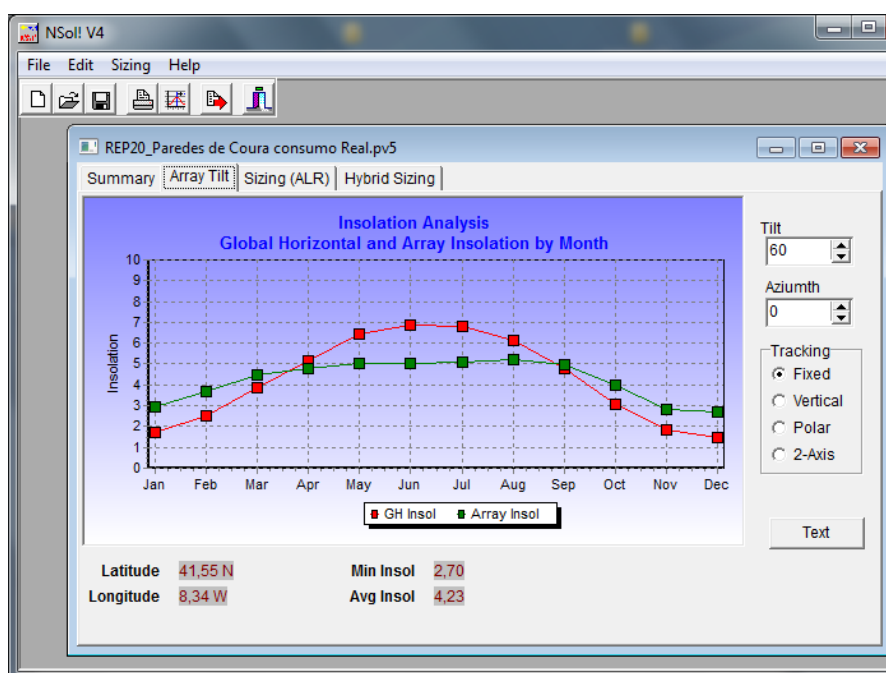 NSol! V4
File Edit Sizing Help
REP20_Paredes de Coura consumo Real.pv5
Summary Array Tilt Sizing (ALR) Hybrid Sizing
Insolation Analysis
Global Horizontal and Array Insolation by Month
Insolation
10
9
8
7
6
5
4
3
2
1
0
Jan Feb Mar Apr May Jun Jul Aug Sep Oct Nov Dec
GH Insol Array Insol
Tilt
60
Aziumth
0
Tracking
Fixed
Vertical
Polar
2-Axis
Text
Latitude 41,55 N Min Insol 2,70
Longitude 8,34 W Avg Insol 4,23